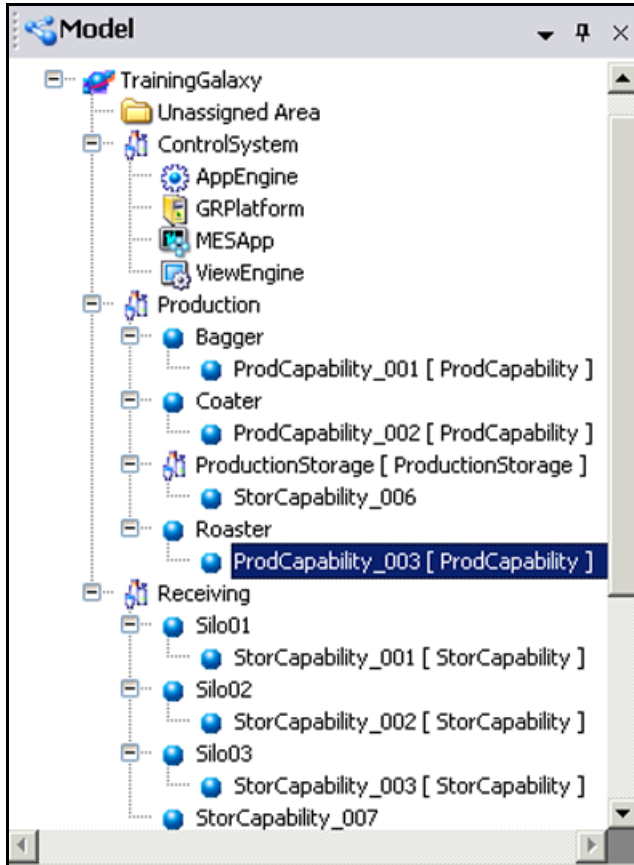 Model
TrainingGalaxy
Unassigned Area
ControlSystem
AppEngine
GRPlatform
MESApp
ViewEngine
Production
Bagger
ProdCapability_001 [ ProdCapability ]
Coater
ProdCapability_002 [ ProdCapability ]
ProductionStorage [ ProductionStorage ]
StorCapability_006
Roaster
ProdCapability_003 [ ProdCapability ]
Receiving
Silo01
StorCapability_001 [ StorCapability ]
Silo02
StorCapability_002 [ StorCapability ]
Silo03
StorCapability_003 [ StorCapability ]
StorCapability_007